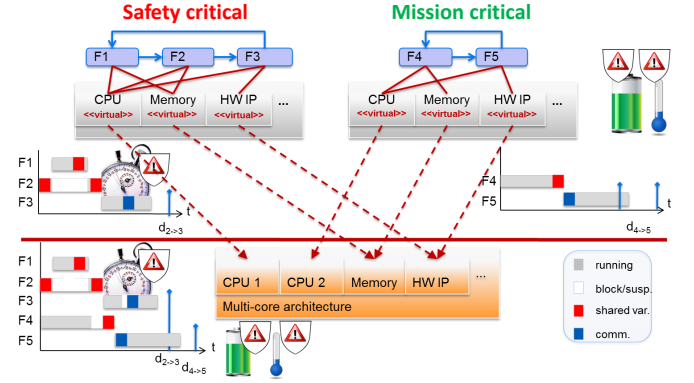 Safety critical
Mission critical
F1 F2 F3
F4 F5
CPU Memory HW IP ...
<<virtual>> <<virtual>> <<virtual>>
CPU Memory HW IP ...
<<virtual>> <<virtual>> <<virtual>>
F1
F2
F3
t
d2->3
F4
F5
t
d4->5
F1
F2
F3
F4
F5
t
d2->3
d4->5
CPU 1 CPU 2 Memory HW IP ...
Multi-core architecture
running
block/susp.
shared var.
comm.